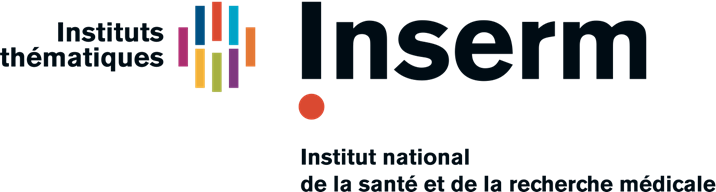 Instituts
thématiques
Inserm
Institut national
de la santé et de la recherche médicale